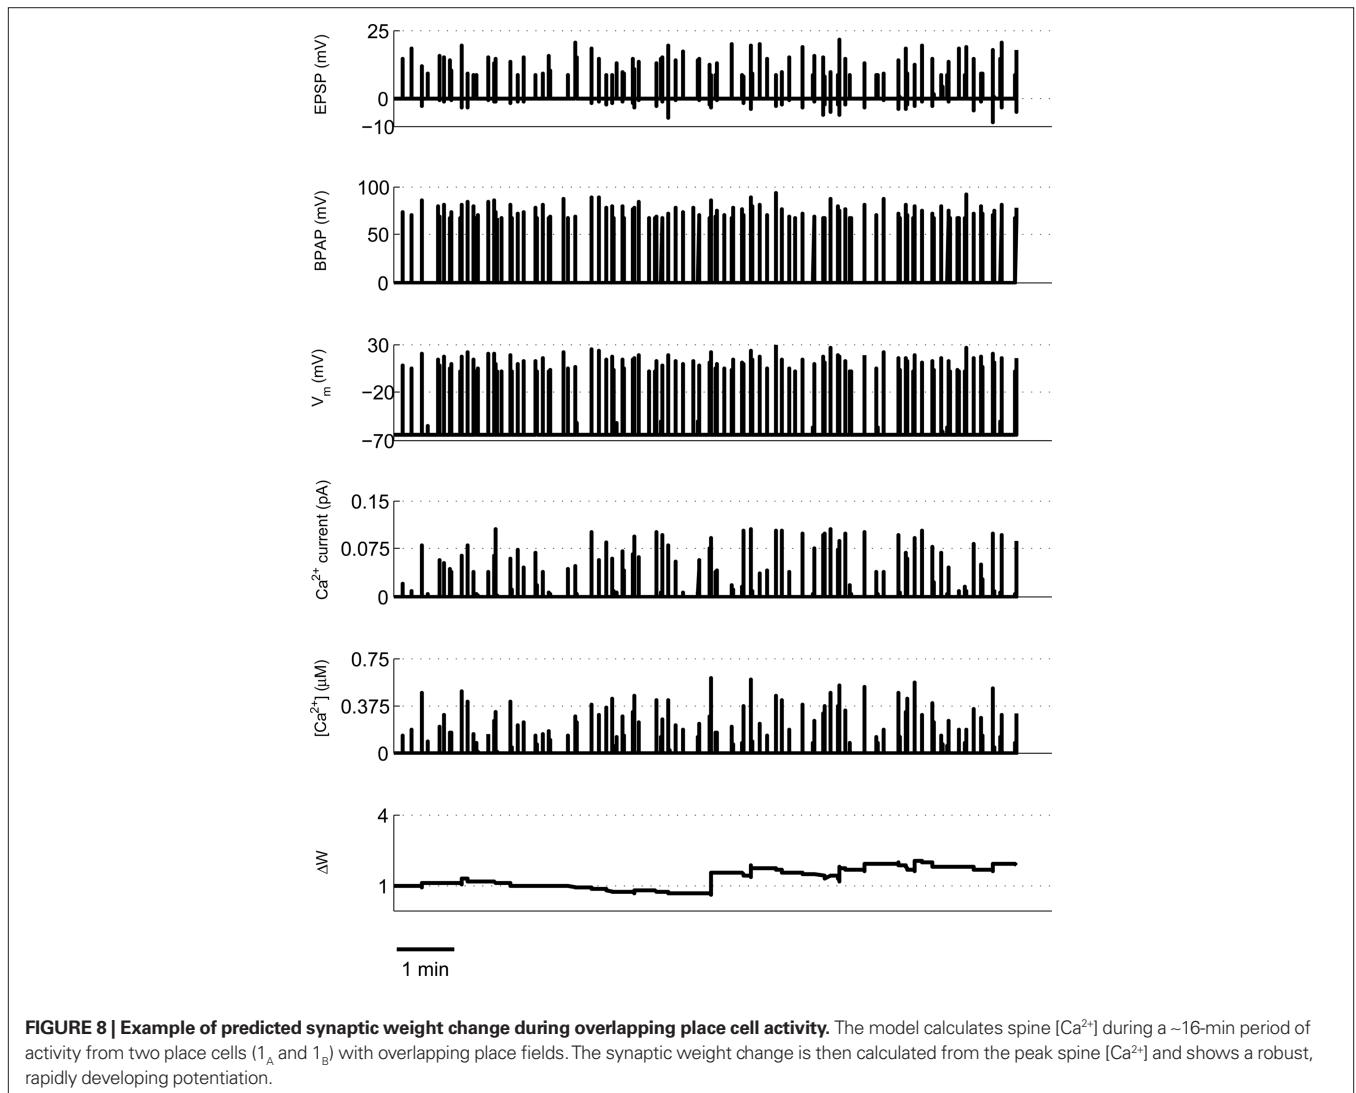 EPSP (mV)
25
0
−10
BPAP (mV)
100
50
0
Vm (mV)
30
−20
−70
Ca2+ current (pA)
0.15
0.075
0
[Ca2+] (μM)
0.75
0.375
0
ΔW
4
1
1 min
FIGURE 8 | Example of predicted synaptic weight change during overlapping place cell activity. The model calculates spine [Ca2+] during a ~16-min period of
activity from two place cells (1A and 1B) with overlapping place fields. The synaptic weight change is then calculated from the peak spine [Ca2+] and shows a robust,
rapidly developing potentiation.